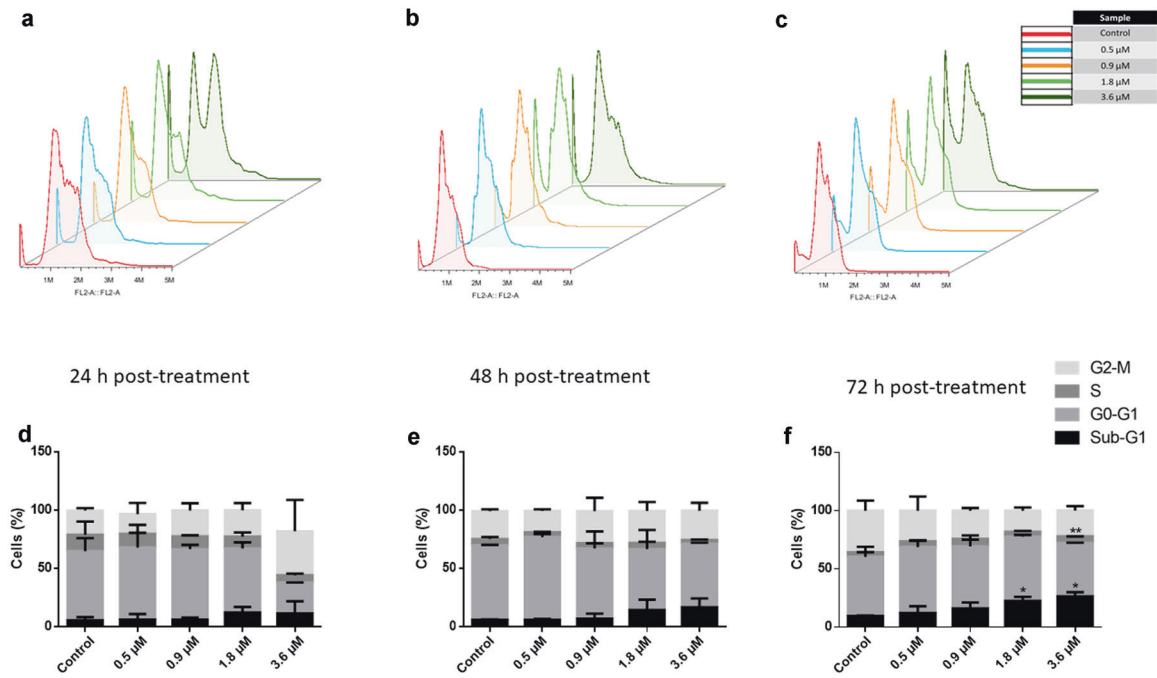 a
b
c
Sample
Control
0.5 µM
0.9 µM
1.8 µM
3.6 µM
1M 2M 3M 4M 5M
FL2-A:: FL2-A
1M 2M 3M 4M 5M
FL2-A:: FL2-A
1M 2M 3M 4M 5M
FL2-A:: FL2-A
24 h post-treatment
48 h post-treatment
72 h post-treatment
G2-M
S
G0-G1
Sub-G1
d
Cells (%)
150
100
50
0
Control 0.5 µM 0.9 µM 1.8 µM 3.6 µM
e
Cells (%)
150
100
50
0
Control 0.5 µM 0.9 µM 1.8 µM 3.6 µM
f
Cells (%)
150
100
50
0
**
* *
Control 0.5 µM 0.9 µM 1.8 µM 3.6 µM